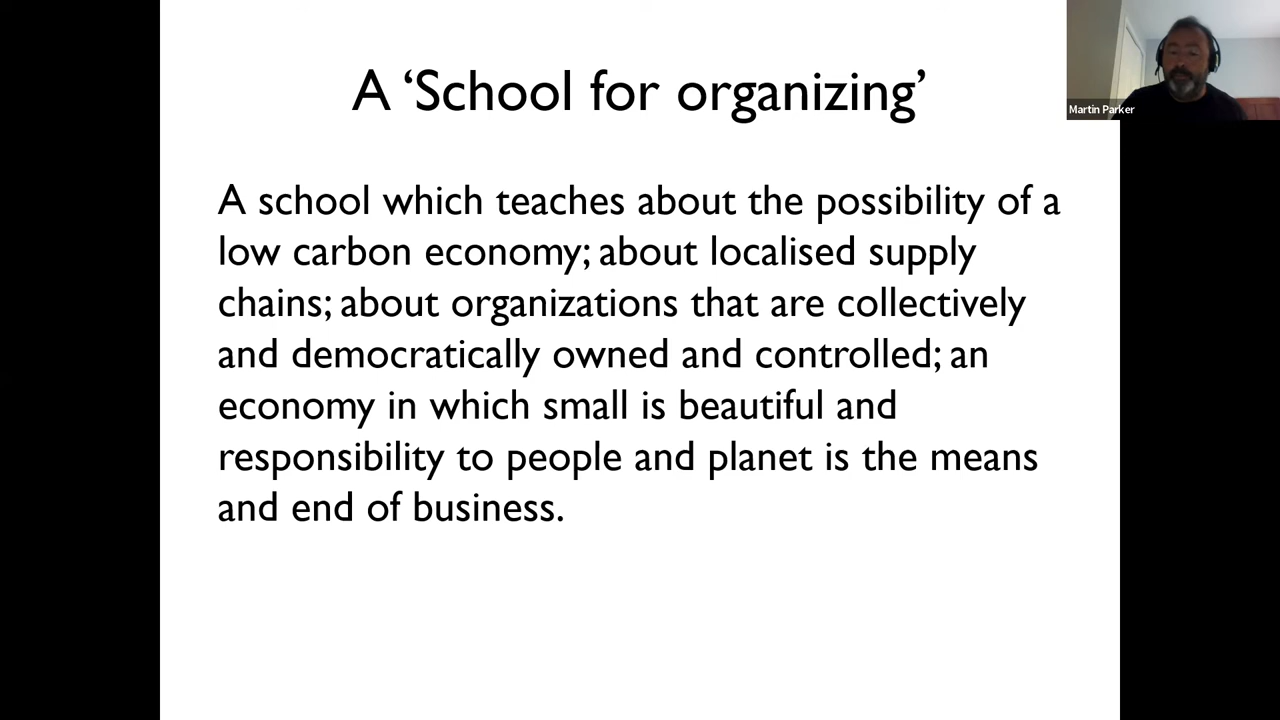 A ‘School for organizing’
Martin Parker
A school which teaches about the possibility of a
low carbon economy; about localised supply
chains; about organizations that are collectively
and democratically owned and controlled; an
economy in which small is beautiful and
responsibility to people and planet is the means
and end of business.